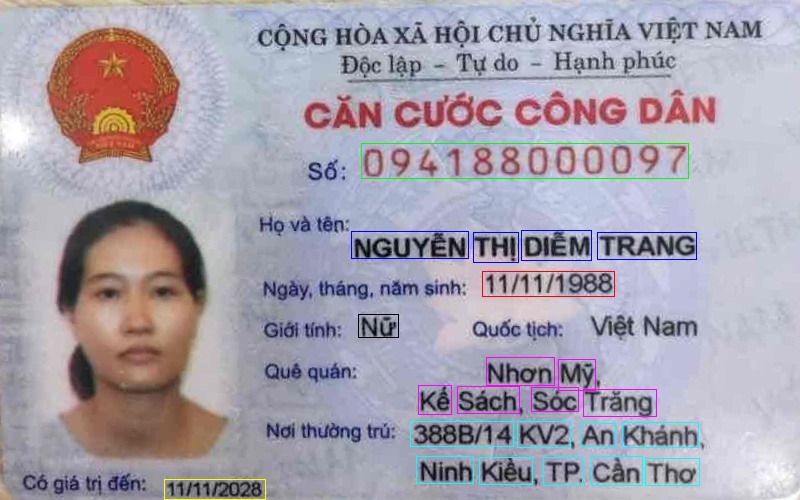 CỘNG HÒA XÃ HỘI CHỦ NGHĨA VIỆT NAM
Độc lập - Tự do - Hạnh phúc
CĂN CƯỚC CÔNG DÂN
Số: 094188000097
Họ và tên:
NGUYỄN THỊ DIỄM TRANG
Ngày, tháng, năm sinh: 11/11/1988
Giới tính: Nữ Quốc tịch: Việt Nam
Quê quán: Nhơn Mỹ,
Kế Sách, Sóc Trăng
Nơi thường trú: 388B/14 KV2, An Khánh,
Ninh Kiều, TP. Cần Thơ
Có giá trị đến: 11/11/2028